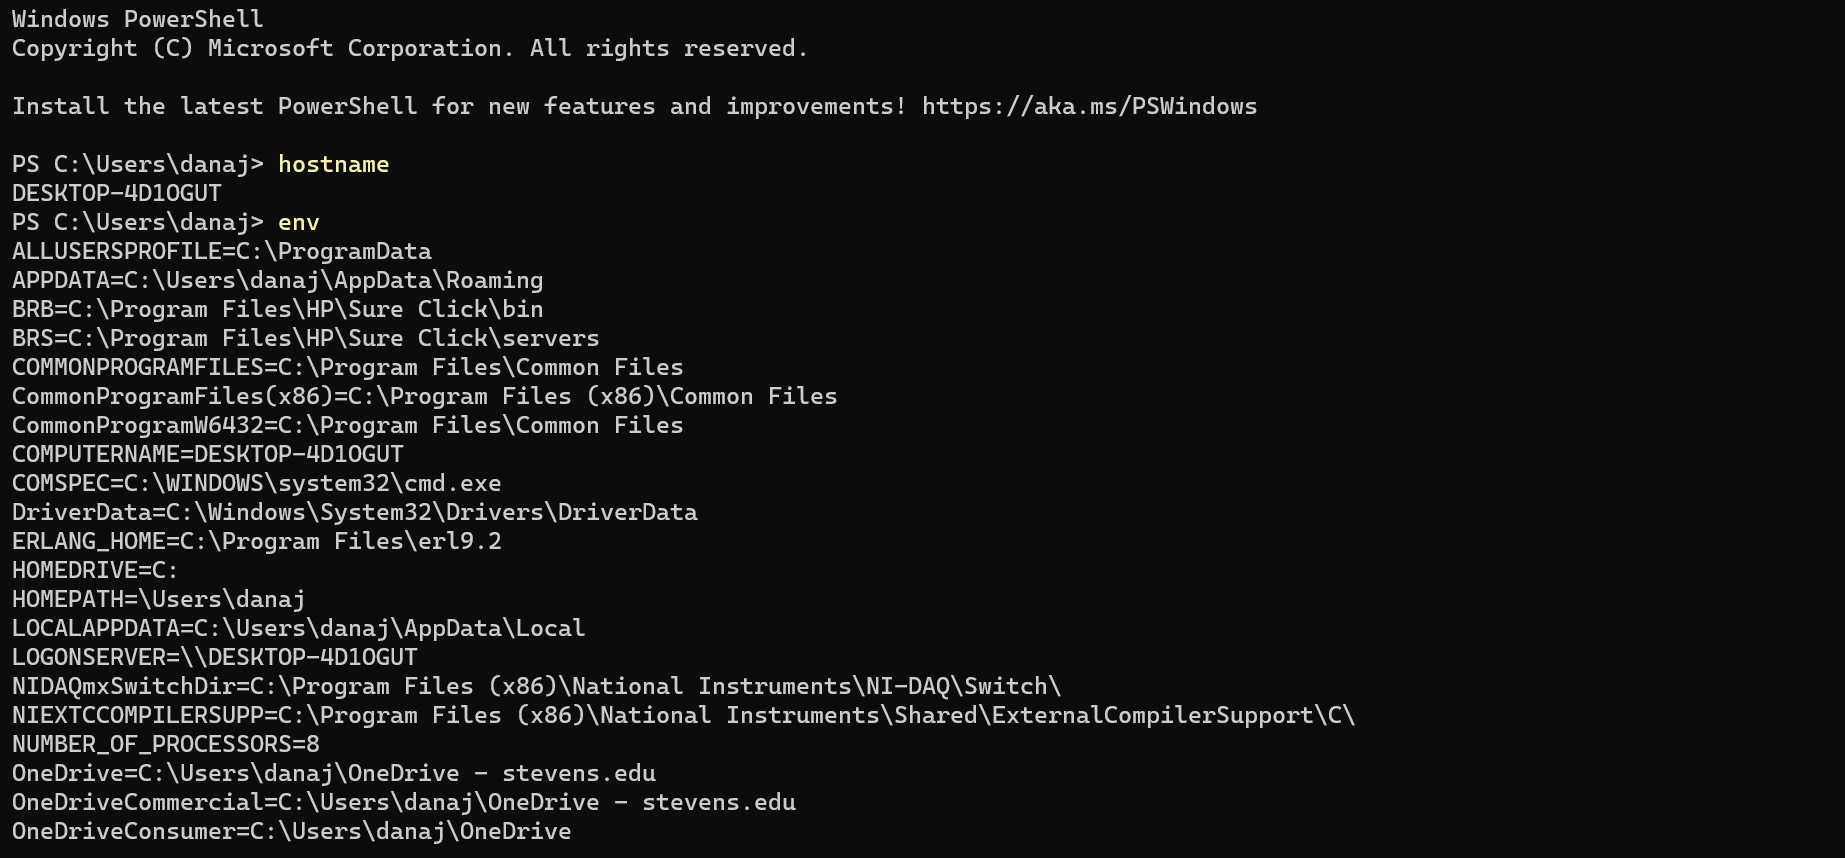 Windows PowerShell
Copyright (C) Microsoft Corporation. All rights reserved.
Install the latest PowerShell for new features and improvements! https://aka.ms/PSWindows
PS C:\Users\danaj> hostname
DESKTOP-4D1OGUT
PS C:\Users\danaj> env
ALLUSERSPROFILE=C:\ProgramData
APPDATA=C:\Users\danaj\AppData\Roaming
BRB=C:\Program Files\HP\Sure Click\bin
BRS=C:\Program Files\HP\Sure Click\servers
COMMONPROGRAMFILES=C:\Program Files\Common Files
CommonProgramFiles(x86)=C:\Program Files (x86)\Common Files
CommonProgramW6432=C:\Program Files\Common Files
COMPUTERNAME=DESKTOP-4D1OGUT
COMSPEC=C:\WINDOWS\system32\cmd.exe
DriverData=C:\Windows\System32\Drivers\DriverData
ERLANG_HOME=C:\Program Files\erl9.2
HOMEDRIVE=C:
HOMEPATH=\Users\danaj
LOCALAPPDATA=C:\Users\danaj\AppData\Local
LOGONSERVER=\\DESKTOP-4D1OGUT
NIDAQmxSwitchDir=C:\Program Files (x86)\National Instruments\NI-DAQ\Switch\
NIEXTCCOMPILERSUPP=C:\Program Files (x86)\National Instruments\Shared\ExternalCompilerSupport\C\
NUMBER_OF_PROCESSORS=8
OneDrive=C:\Users\danaj\OneDrive - stevens.edu
OneDriveCommercial=C:\Users\danaj\OneDrive - stevens.edu
OneDriveConsumer=C:\Users\danaj\OneDrive